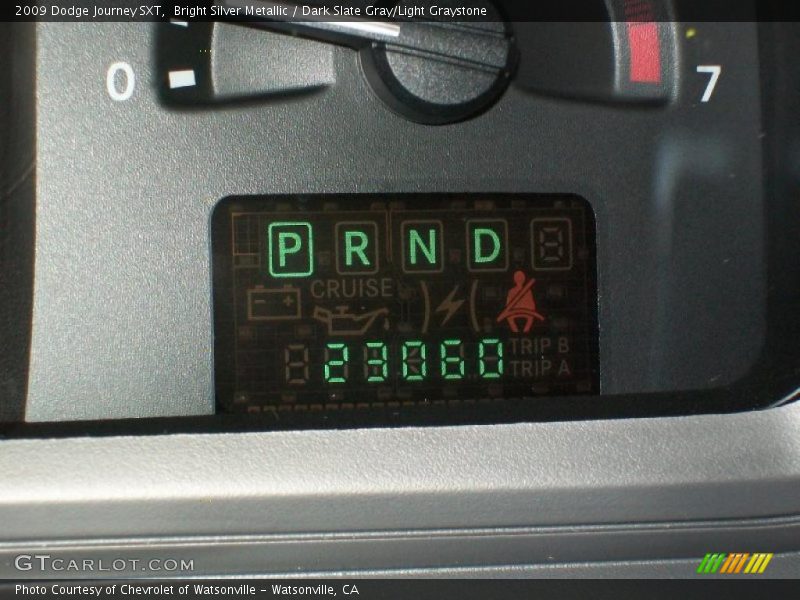 2009 Dodge Journey SXT,  Bright Silver Metallic / Dark Slate Gray/Light Graystone
0
7
P R N D
CRUISE
23060
TRIP B
TRIP A
GTCARLOT.COM
Photo Courtesy of Chevrolet of Watsonville - Watsonville, CA